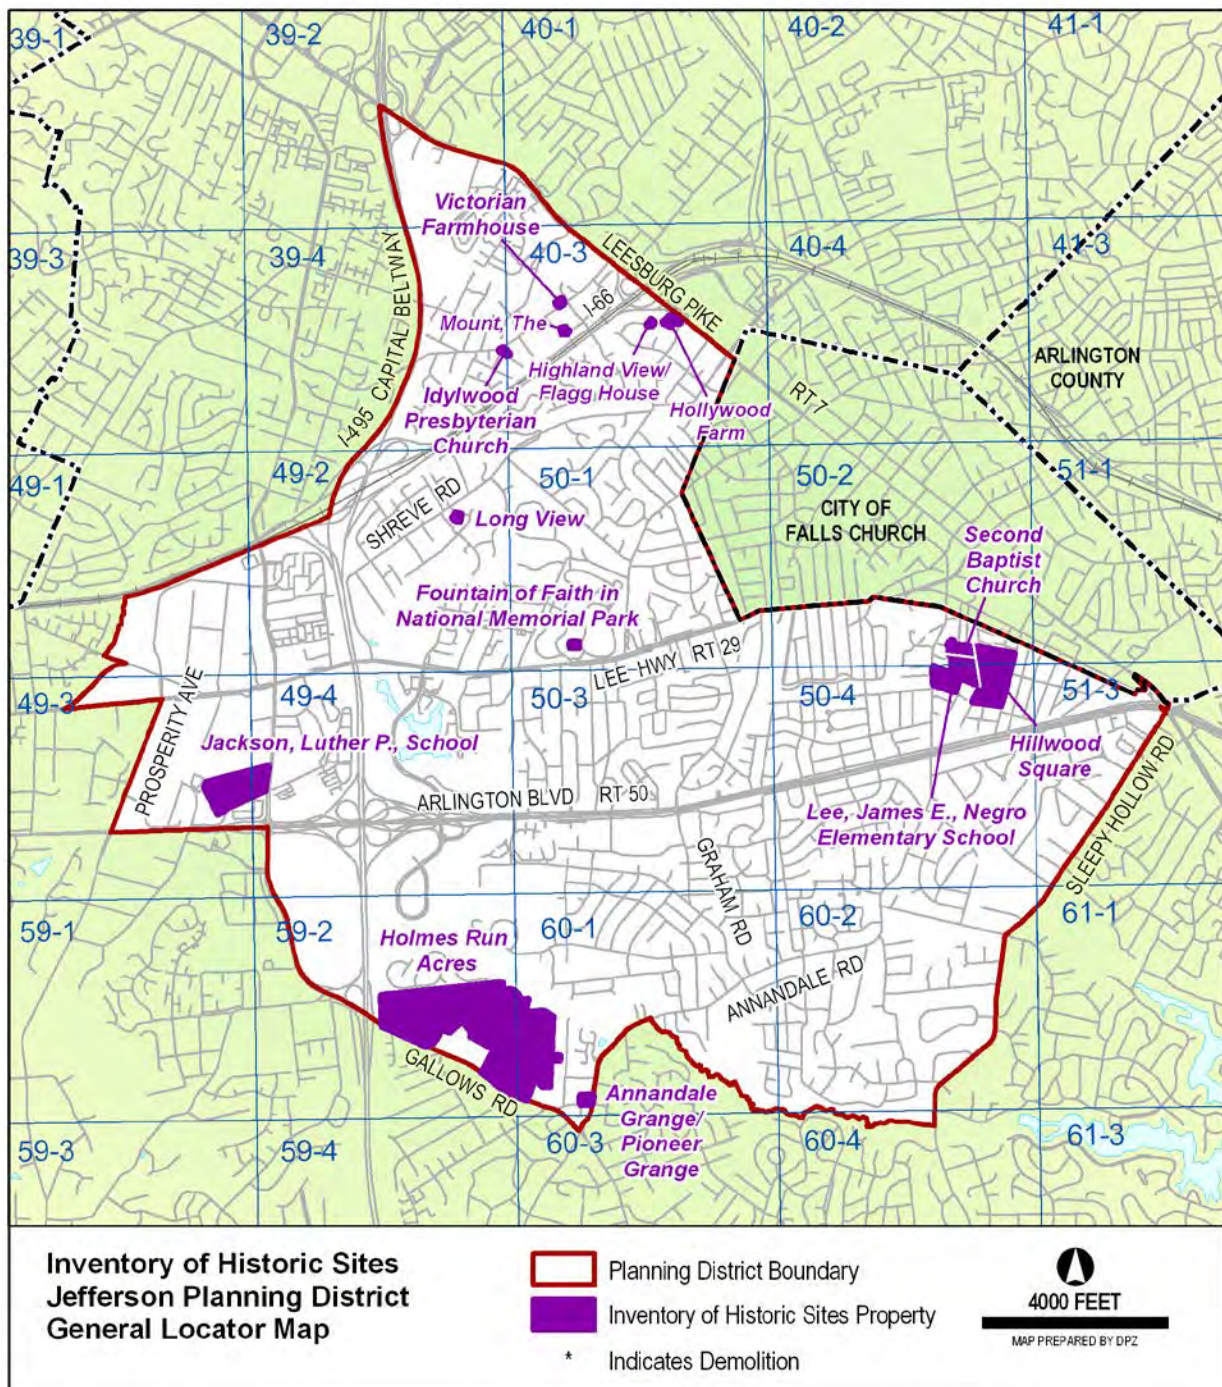 39-1
39-2
40-1
40-2
41-1
Victorian
Farmhouse
39-3
39-4
40-3
40-4
41-3
I-495 CAPITAL BELTWAY
LEESBURG PIKE
I-66
Mount, The
Highland View/
Flagg House
Idylwood
Presbyterian
Church
Hollywood
Farm
RT 7
ARLINGTON
COUNTY
49-1
49-2
50-1
50-2
51-1
SHREVE RD
Long View
CITY OF
FALLS CHURCH
Second
Baptist
Church
Fountain of Faith in
National Memorial Park
LEE-HWY RT 29
49-3
49-4
50-3
50-4
51-3
PROSPERITY AVE
Jackson, Luther P., School
Hillwood
Square
ARLINGTON BLVD RT 50
Lee, James E., Negro
Elementary School
SLEEPY HOLLOW RD
GRAHAM RD
59-1
59-2
60-1
60-2
61-1
Holmes Run
Acres
ANNANDALE RD
GALLOWS RD
Annandale
Grange/
Pioneer
Grange
59-3
59-4
60-3
60-4
61-3
Inventory of Historic Sites
Jefferson Planning District
General Locator Map
Planning District Boundary
Inventory of Historic Sites Property
* Indicates Demolition
4000 FEET
MAP PREPARED BY DPZ